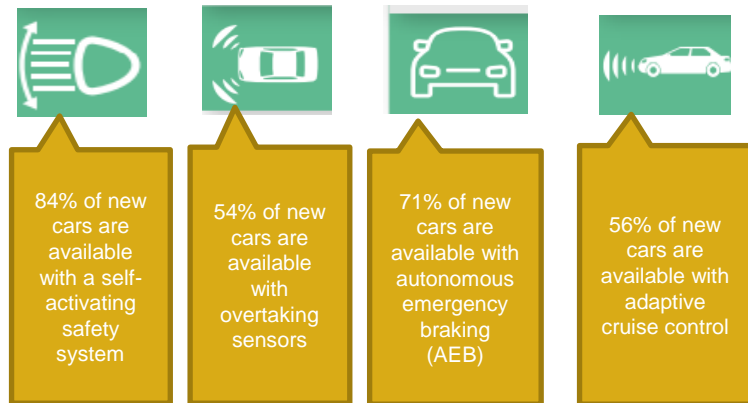 84% of new
cars are
available
with a self-
activating
safety
system
54% of new
cars are
available
with
overtaking
sensors
71% of new
cars are
available with
autonomous
emergency
braking
(AEB)
56% of new
cars are
available with
adaptive
cruise control